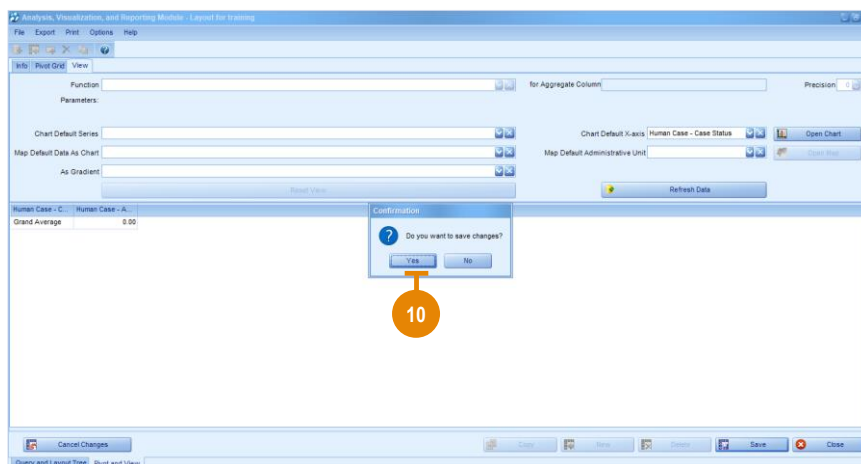 Analysis, Visualization, and Reporting Module - Layout for training
File Export Print Options Help
Info Pivot Grid View
Function for Aggregate Column Precision 0
Parameters:
Chart Default Series Chart Default X-axis Human Case - Case Status Open Chart
Map Default Data As Chart Map Default Administrative Unit Open Map
As Gradient
Reset View Refresh Data
Human Case - C... Human Case - A...
Grand Average 0.00
Confirmation
Do you want to save changes?
Yes No
10
Cancel Changes Copy New Delete Save Close
Query and Layout Tree Pivot and View